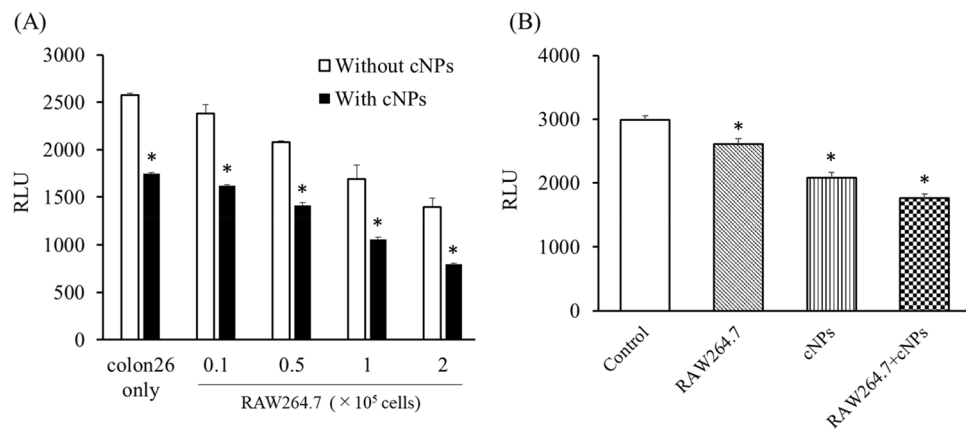 (A)
3000
2500
2000
1500
1000
500
0
RLU
Without cNPs
With cNPs
*
*
*
*
*
colon26
only
0.1
0.5
1
2
RAW264.7 (×10⁵ cells)
(B)
4000
3000
2000
1000
0
RLU
*
*
*
Control
RAW264.7
cNPs
RAW264.7+cNPs